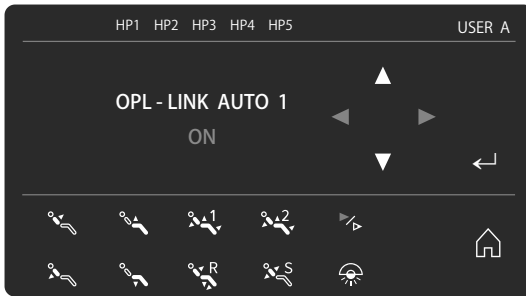 HP1 HP2 HP3 HP4 HP5 USER A
OPL - LINK AUTO 1
ON
1 2
R S